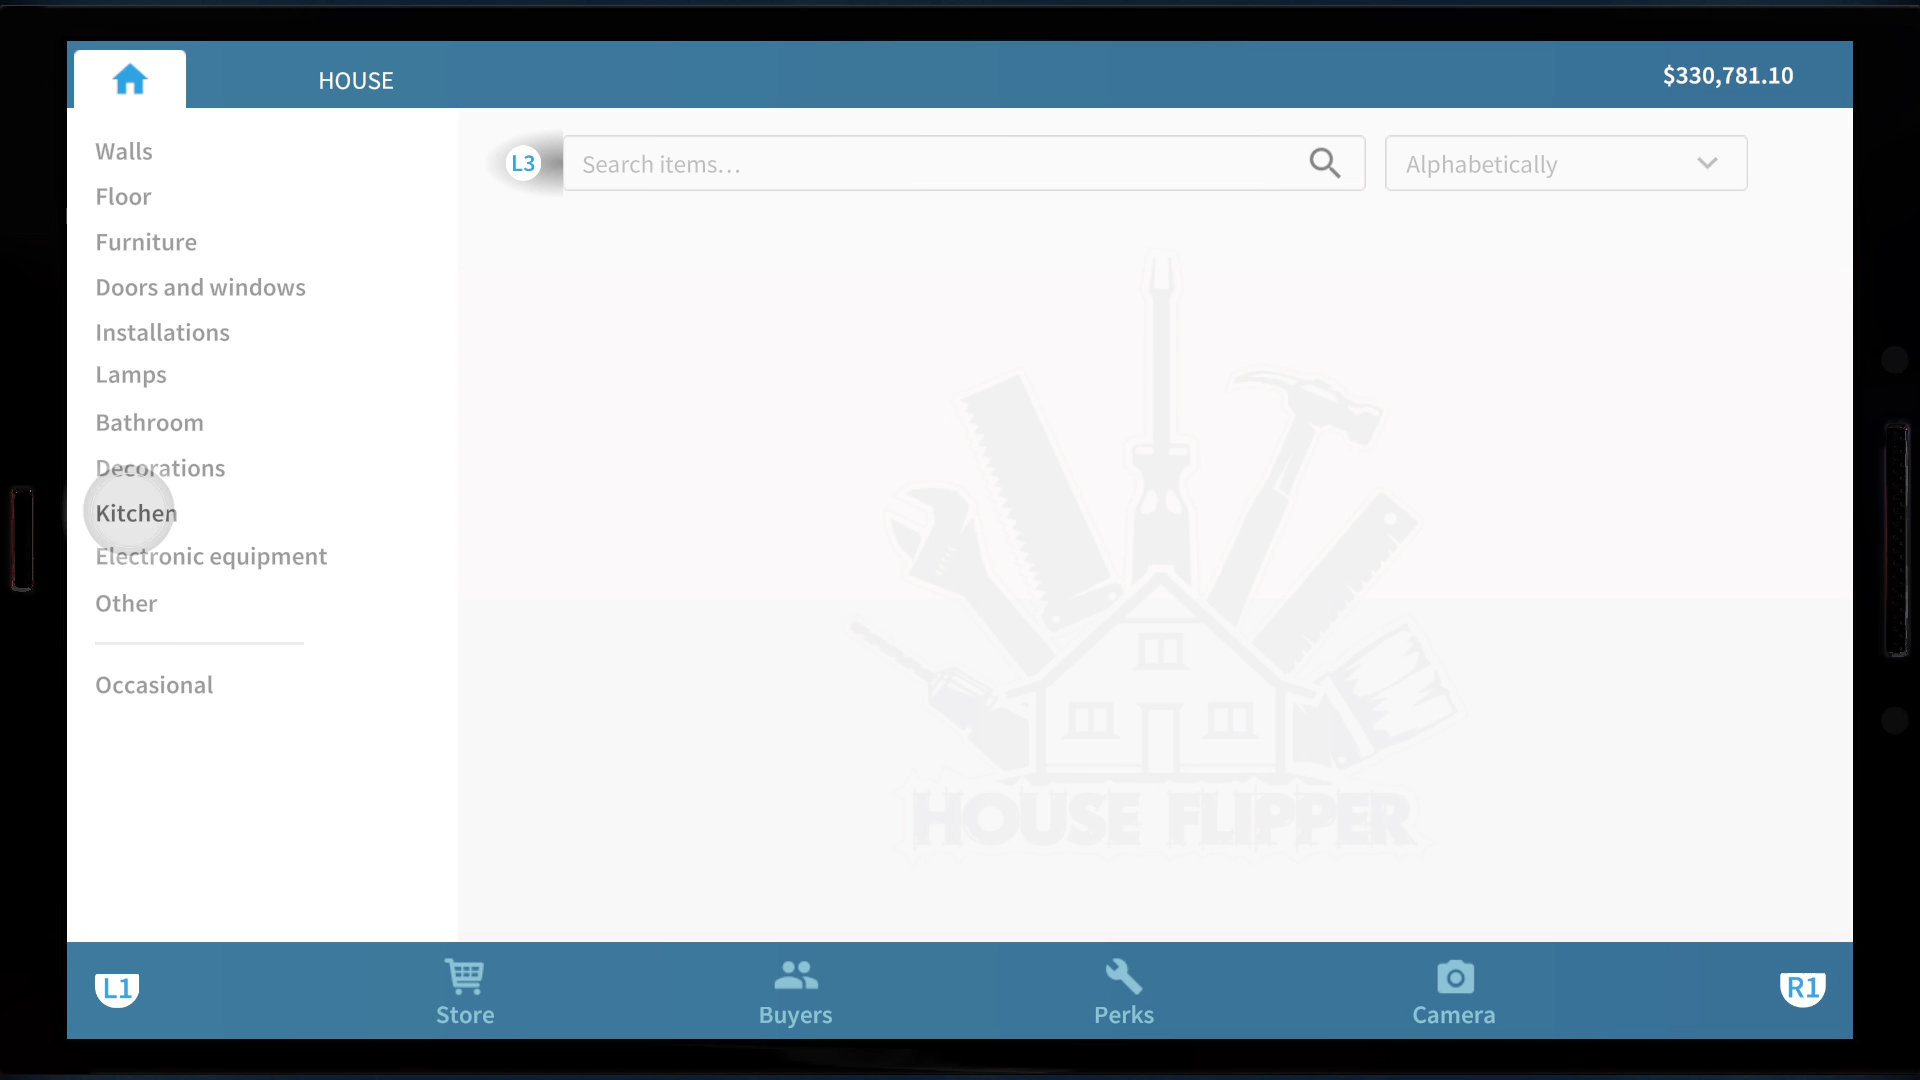 HOUSE
$330,781.10
Walls
Floor
Furniture
Doors and windows
Installations
Lamps
Bathroom
Decorations
Kitchen
Electronic equipment
Other
Occasional
L3
Search items...
Alphabetically
HOUSE FLIPPER
L1
Store
Buyers
Perks
Camera
R1